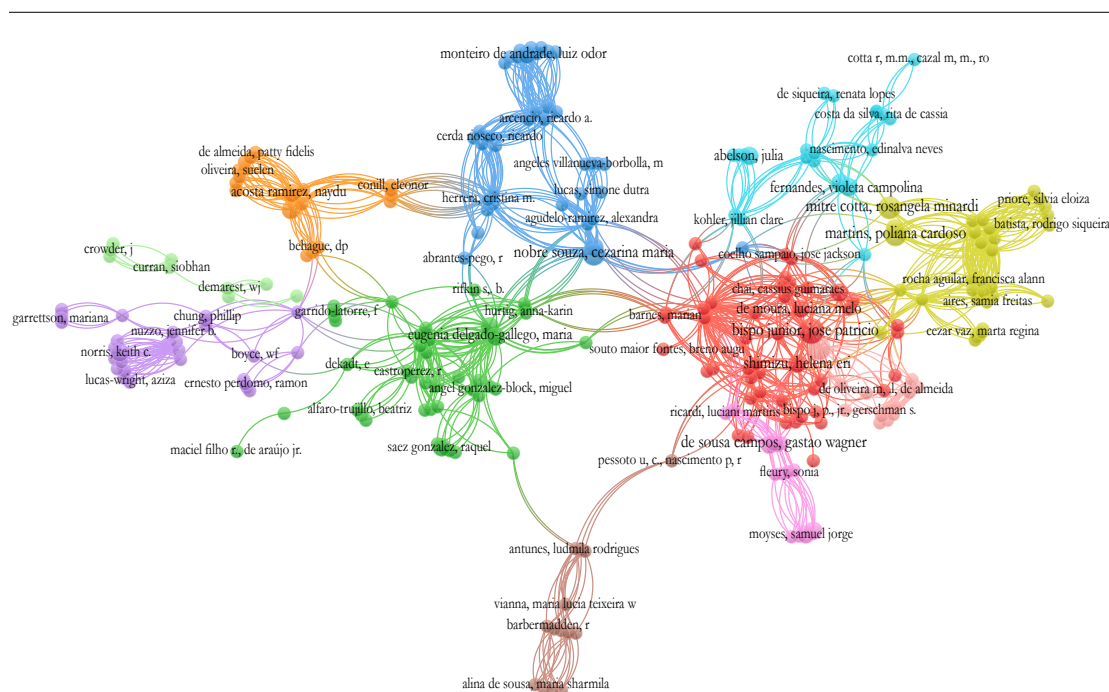 monteiro de andrade, luiz odor
cotta r, m.m., cazal m, m., ro
de siqueira, renata lopes
costa da silva, rita de cassia
arcencio, ricardo a.
cerda rioseco, ricardo
nascimento, edinalva neves
de almeida, patty fidelis
oliveira, suelen
angeles villanueva-borbolla, m
abelson, julia
acosta ramirez, naydu
conill, eleonor
lucas, simone dutra
fernandes, violeta campolina
herrera, cristina m.
priore, silvia eloiza
mitre cotta, rosangela minardi
agudelo-ramirez, alexandra
kohler, jillian clare
batista, rodrigo siqueira
martins, poliana cardoso
crowder, j
behague, dp
nobre souza, cezarina maria
abrantes-pego, r
coelho sampaio, jose jackson
curran, siobhan
rocha aguilar, francisca alann
demarest, wj
rifkin s,. b.
chai, cassius guimaraes
garrido-latorre, f
hurtig, anna-karin
de moura, luciana melo
aires, samia freitas
garrettson, mariana
chung, phillip
barnes, marian
nuzzo, jennifer b.
eugenia delgado-gallego, maria
bispo junior, jose patricio
cezar vaz, marta regina
norris, keith c.
boyce, wf
souto maior fontes, breno augu
dekadt, e
castroperez, r
shimizu, helena eri
lucas-wright, aziza
ernesto perdomo, ramon
angel gonzalez-block, miguel
de oliveira m, .l, de almeida
alfaro-trujillo, beatriz
ricardi, luciani martins
bispo j, p., jr., gerschman s.
maciel filho r., de araújo jr.
saez gonzalez, raquel
de sousa campos, gastao wagner
pessoto u, c., nascimento p, r
fleury, sonia
moyses, samuel jorge
antunes, ludmila rodrigues
vianna, maria lucia teixeira w
barbermadden, r
alina de sousa, maria sharmila